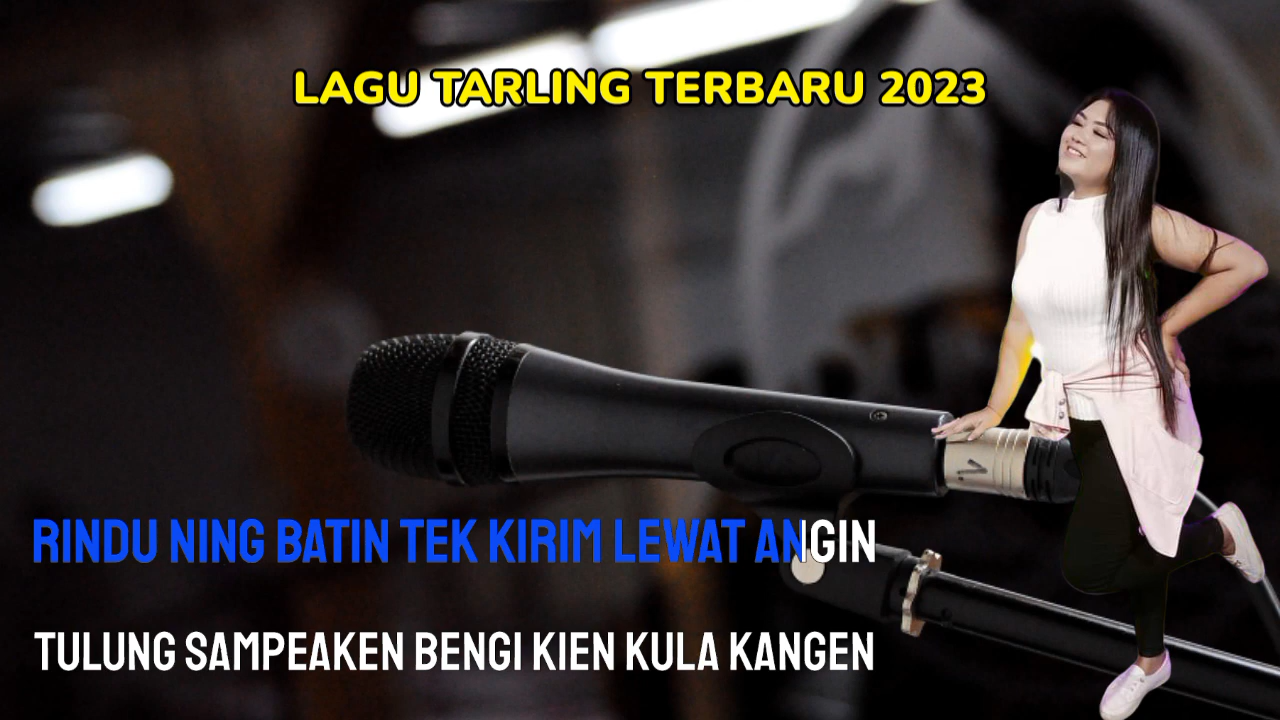 LAGU TARLING TERBARU 2023
RINDU NING BATIN TEK KIRIM LEWAT ANGIN
TULUNG SAMPEAKEN BENGI KIEN KULA KANGEN